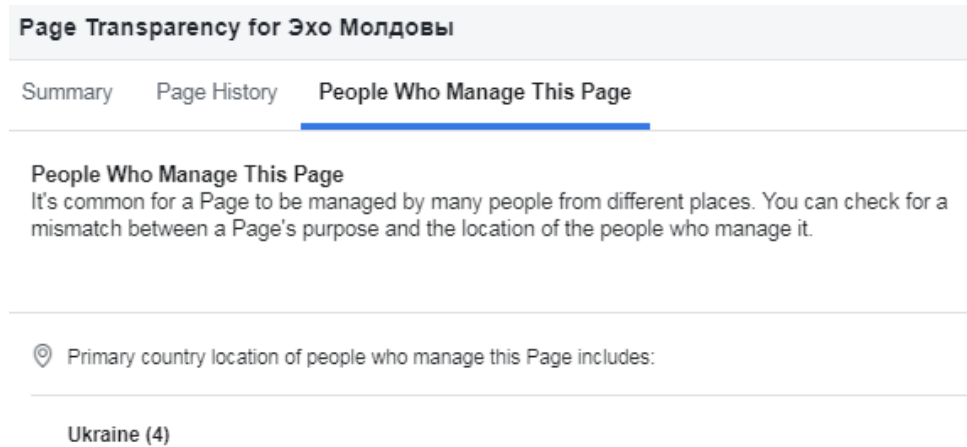 Page Transparency for Эхо Молдовы
Summary Page History People Who Manage This Page
People Who Manage This Page
It's common for a Page to be managed by many people from different places. You can check for a
mismatch between a Page's purpose and the location of the people who manage it.
Primary country location of people who manage this Page includes:
Ukraine (4)